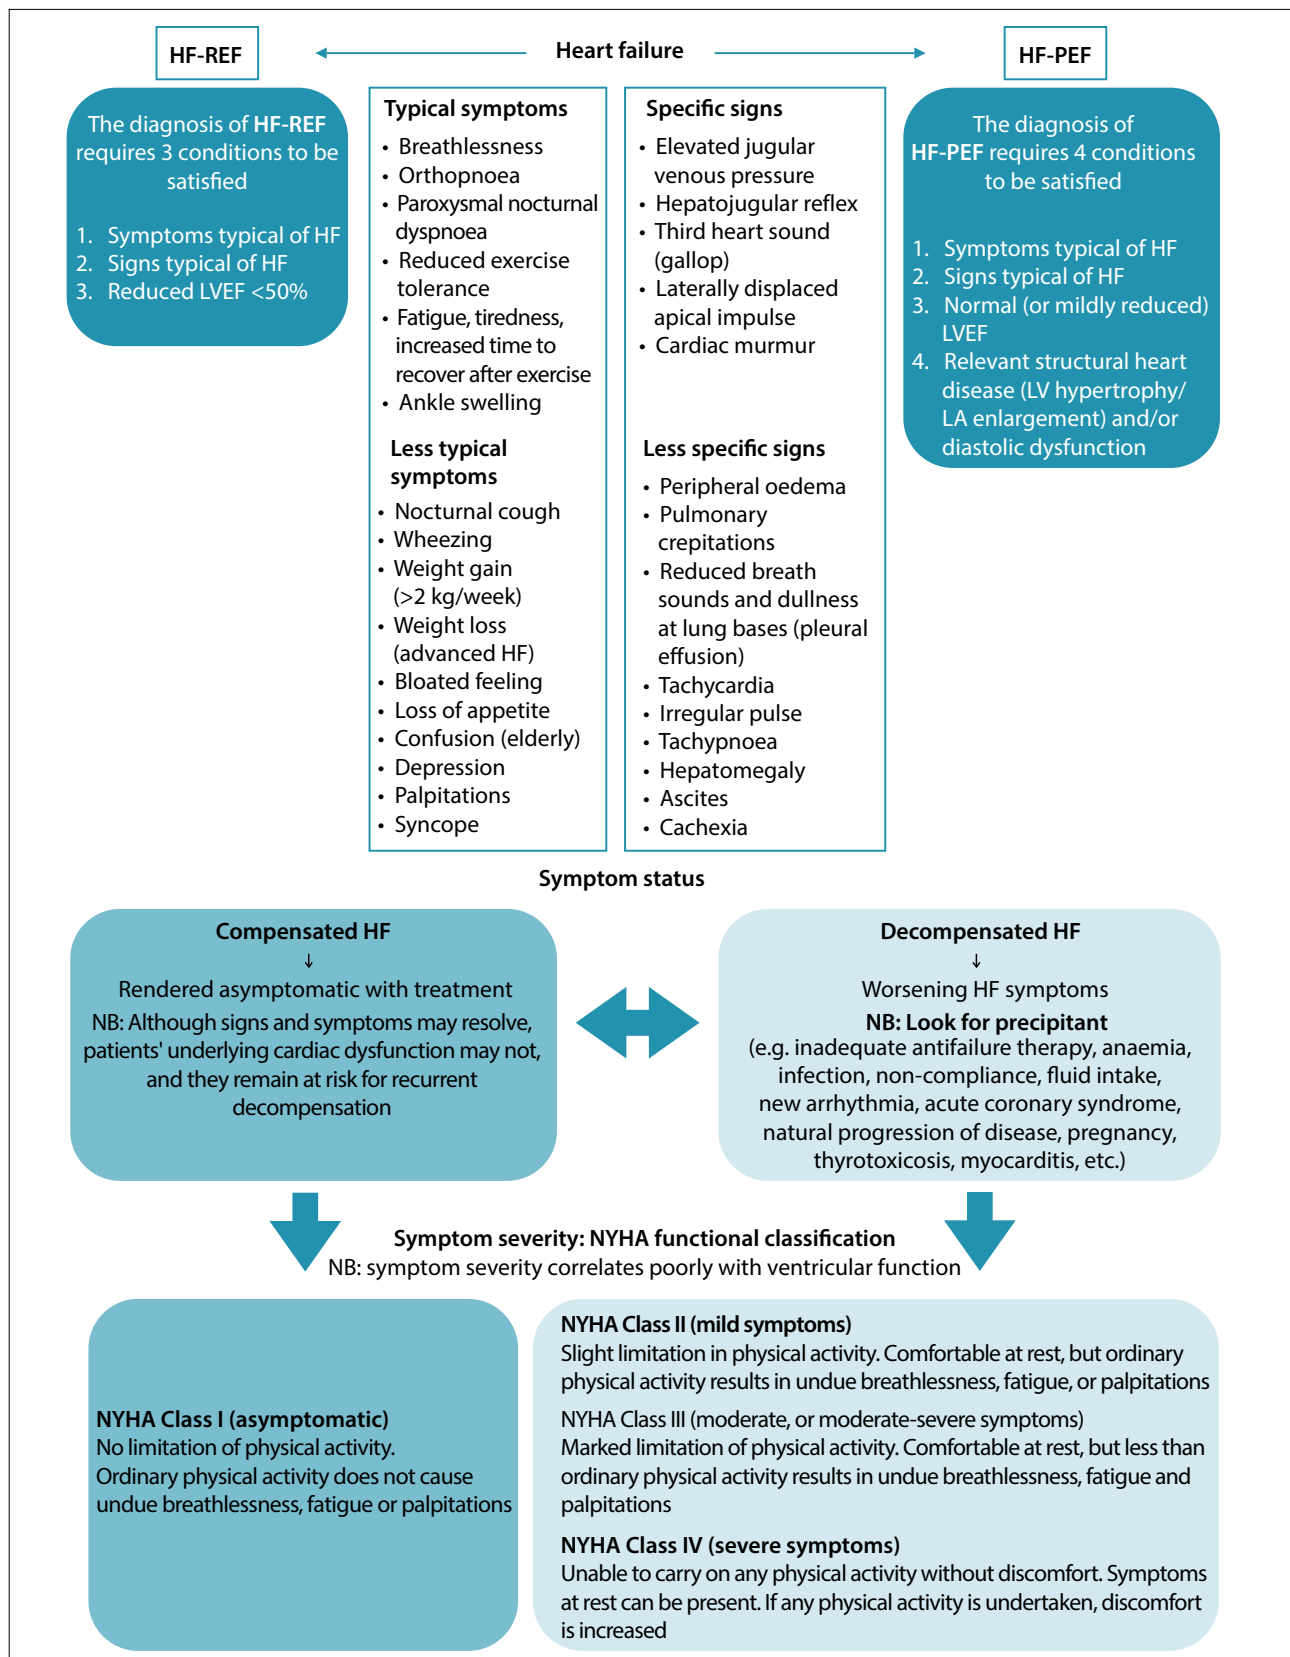 HF-REF
Heart failure
HF-PEF
The diagnosis of HF-REF
requires 3 conditions to be
satisfied
1. Symptoms typical of HF
2. Signs typical of HF
3. Reduced LVEF <50%
Typical symptoms
• Breathlessness
• Orthopnoea
• Paroxysmal nocturnal
dyspnoea
• Reduced exercise
tolerance
• Fatigue, tiredness,
increased time to
recover after exercise
• Ankle swelling
Less typical
symptoms
• Nocturnal cough
• Wheezing
• Weight gain
(>2 kg/week)
• Weight loss
(advanced HF)
• Bloated feeling
• Loss of appetite
• Confusion (elderly)
• Depression
• Palpitations
• Syncope
Specific signs
• Elevated jugular
venous pressure
• Hepatojugular reflex
• Third heart sound
(gallop)
• Laterally displaced
apical impulse
• Cardiac murmur
Less specific signs
• Peripheral oedema
• Pulmonary
crepitations
• Reduced breath
sounds and dullness
at lung bases (pleural
effusion)
• Tachycardia
• Irregular pulse
• Tachypnoea
• Hepatomegaly
• Ascites
• Cachexia
The diagnosis of
HF-PEF requires 4 conditions
to be satisfied
1. Symptoms typical of HF
2. Signs typical of HF
3. Normal (or mildly reduced)
LVEF
4. Relevant structural heart
disease (LV hypertrophy/
LA enlargement) and/or
diastolic dysfunction
Symptom status
Compensated HF
↓
Rendered asymptomatic with treatment
NB: Although signs and symptoms may resolve,
patients' underlying cardiac dysfunction may not,
and they remain at risk for recurrent
decompensation
Decompensated HF
↓
Worsening HF symptoms
NB: Look for precipitant
(e.g. inadequate antifailure therapy, anaemia,
infection, non-compliance, fluid intake,
new arrhythmia, acute coronary syndrome,
natural progression of disease, pregnancy,
thyrotoxicosis, myocarditis, etc.)
Symptom severity: NYHA functional classification
NB: symptom severity correlates poorly with ventricular function
NYHA Class I (asymptomatic)
No limitation of physical activity.
Ordinary physical activity does not cause
undue breathlessness, fatigue or palpitations
NYHA Class II (mild symptoms)
Slight limitation in physical activity. Comfortable at rest, but ordinary
physical activity results in undue breathlessness, fatigue, or palpitations
NYHA Class III (moderate, or moderate-severe symptoms)
Marked limitation of physical activity. Comfortable at rest, but less than
ordinary physical activity results in undue breathlessness, fatigue and
palpitations
NYHA Class IV (severe symptoms)
Unable to carry on any physical activity without discomfort. Symptoms
at rest can be present. If any physical activity is undertaken, discomfort
is increased